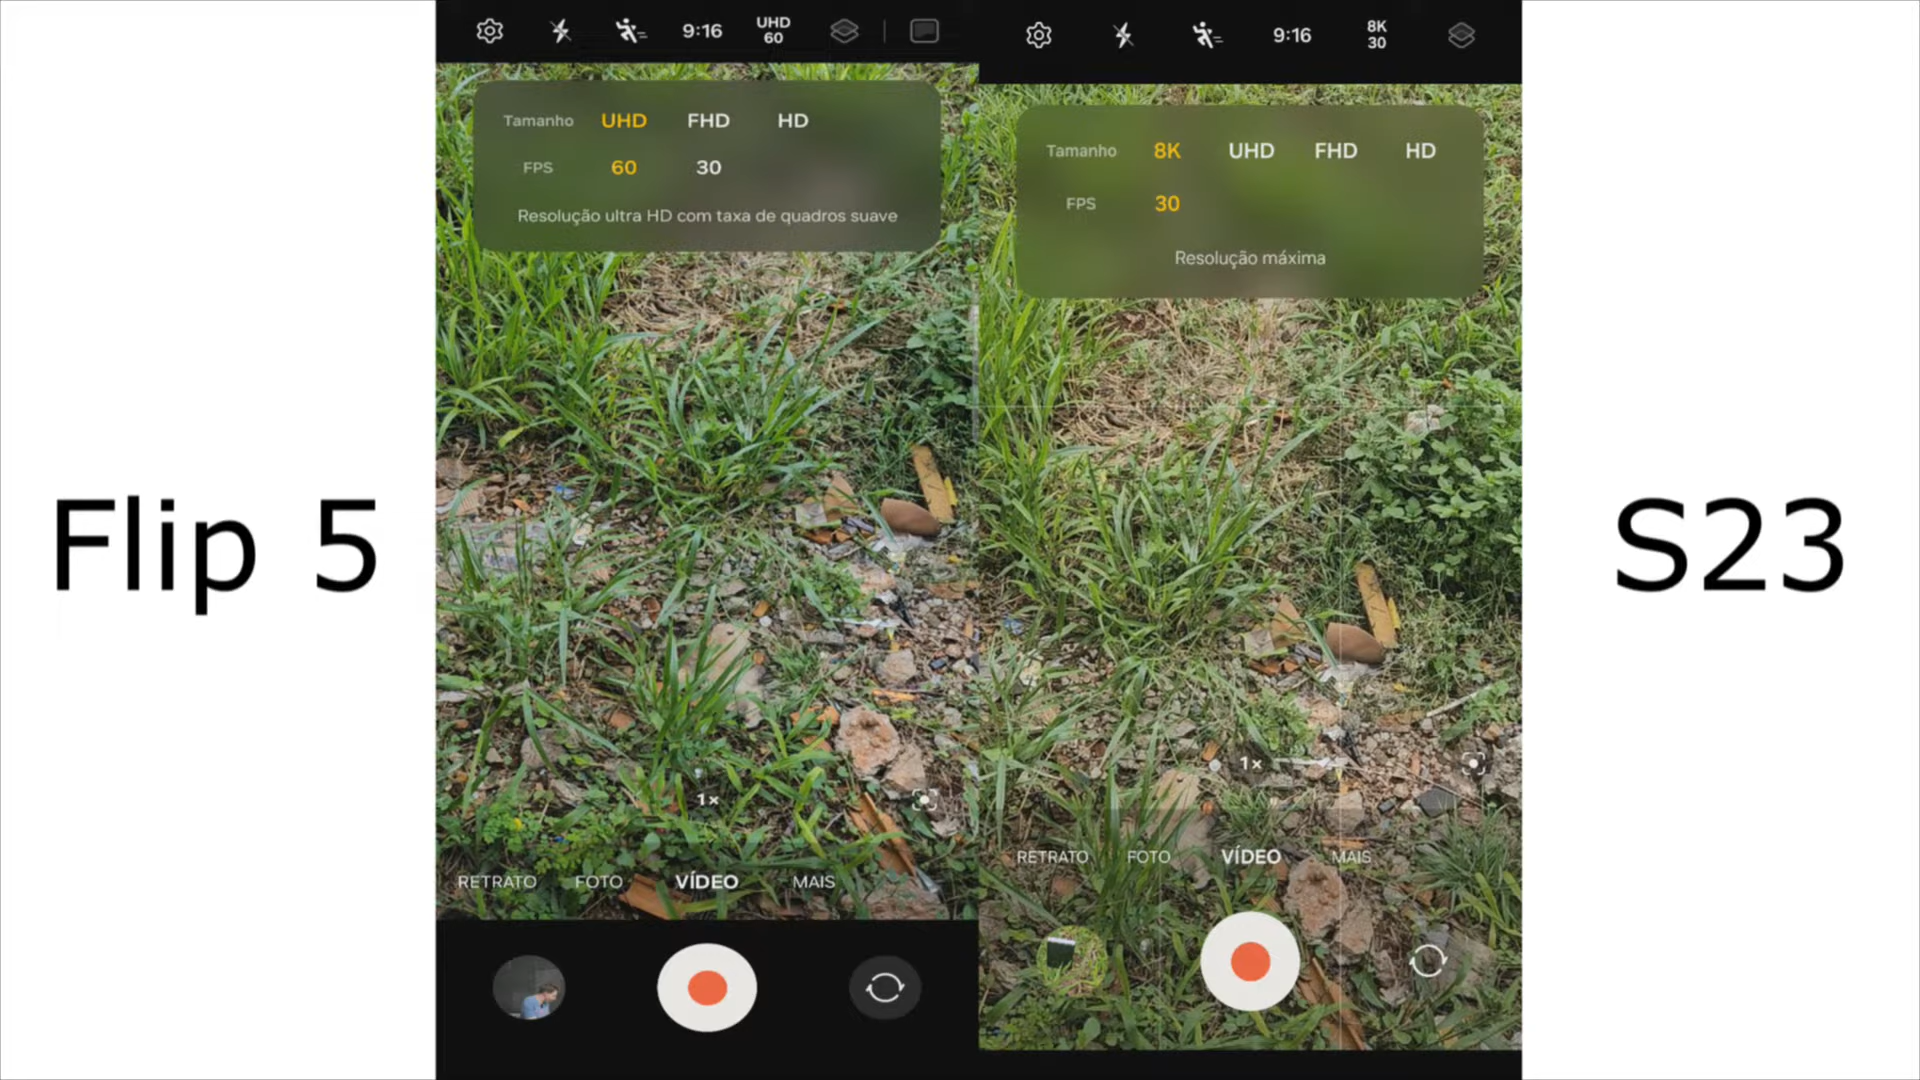 Flip 5
9:16
UHD
60
Tamanho UHD FHD HD
FPS 60 30
Resolução ultra HD com taxa de quadros suave
1×
RETRATO FOTO VÍDEO MAIS
9:16
8K
30
Tamanho 8K UHD FHD HD
FPS 30
Resolução máxima
1×
RETRATO FOTO VÍDEO MAIS
S23